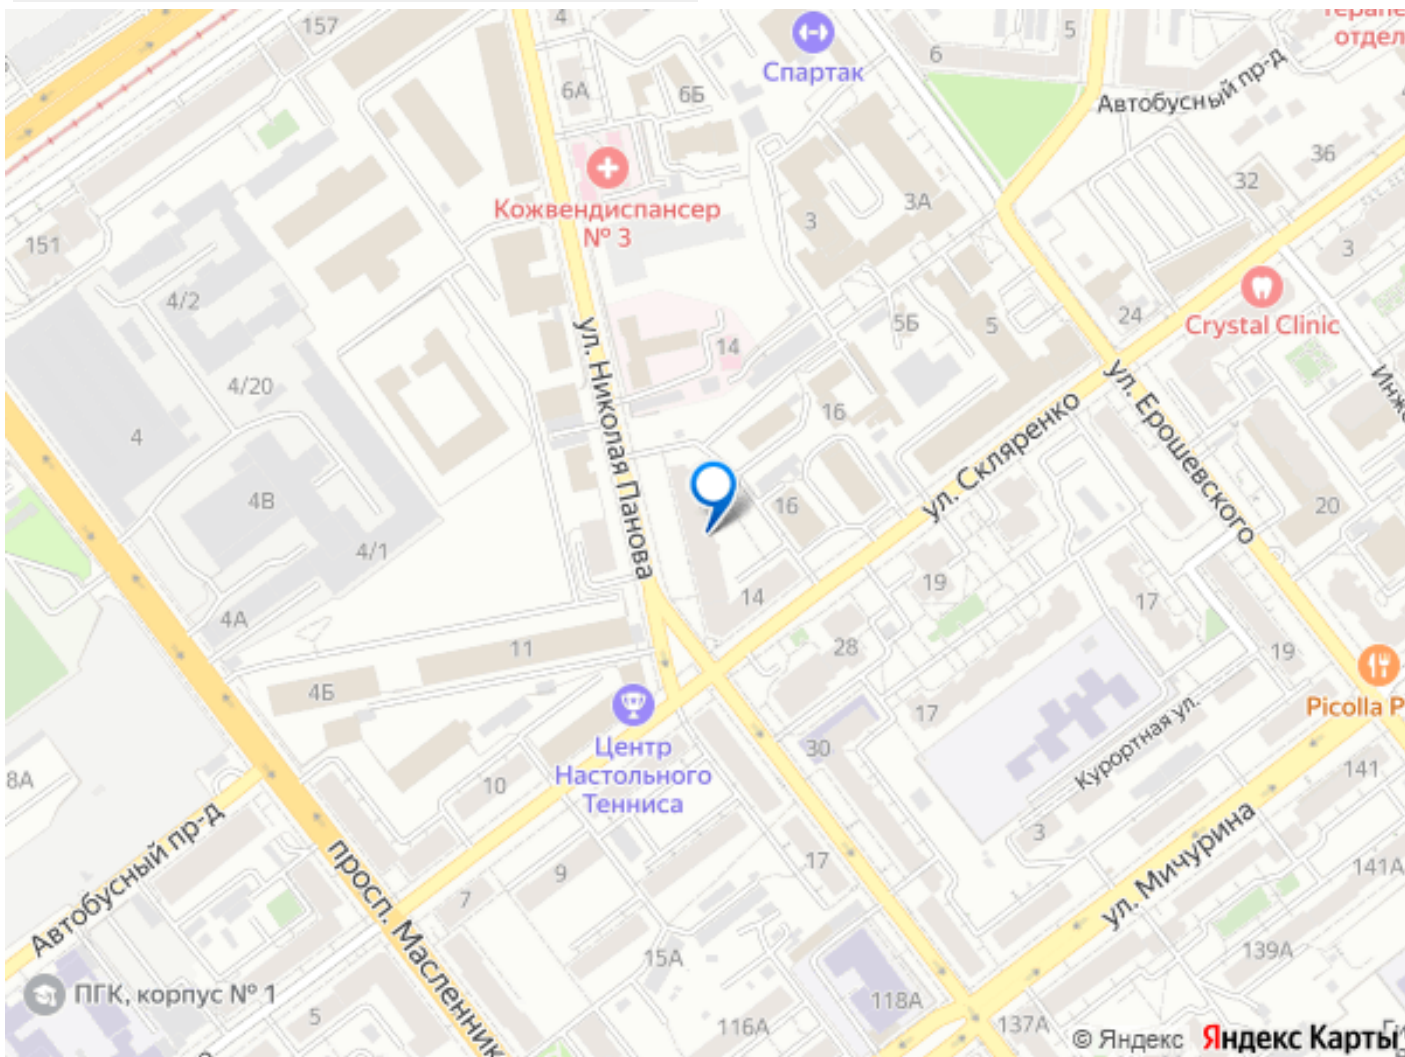 157
4
5
6
терапе
отдел
Спартак
6А
6Б
Автобусный пр-д
36
32
Кожвендиспансер
№ 3
3
3А
3
151
4/2
24
Crystal Clinic
5Б
5
14
4/20
ул. Николая Панова
16
ул. Скляренко
ул. Ерошевского
Инже
4
4В
16
20
4/1
19
17
14
4А
11
28
19
4Б
17
Picolla P
Центр
Настольного
Тенниса
30
Курортная ул.
8А
10
141
3
Автобусный пр-д
просп. Масленник
9
17
ул. Мичурина
141А
7
15А
139А
ПГК, корпус № 1
5
118А
116А
137А
© Яндекс Яндекс Карты